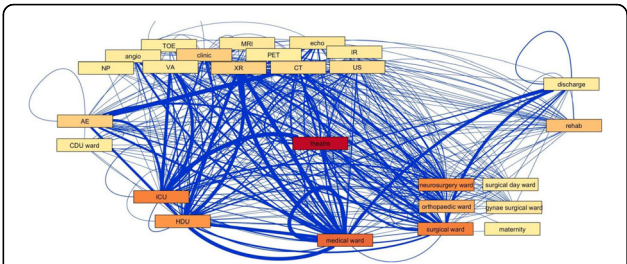 TOE
MRI
echo
angio
clinic
PET
IR
NP
VA
XR
CT
US
discharge
AE
rehab
CDU ward
theatre
neurosurgery ward
surgical day ward
ICU
orthopaedic ward
gynae surgical ward
HDU
surgical ward
maternity
medical ward